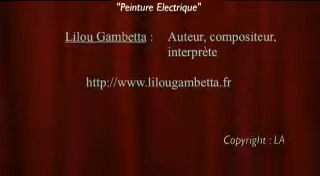 "Peinture Electrique"
Lilou Gambetta : Auteur, compositeur,
interprète
http://www.lilougambetta.fr
Copyright : LA